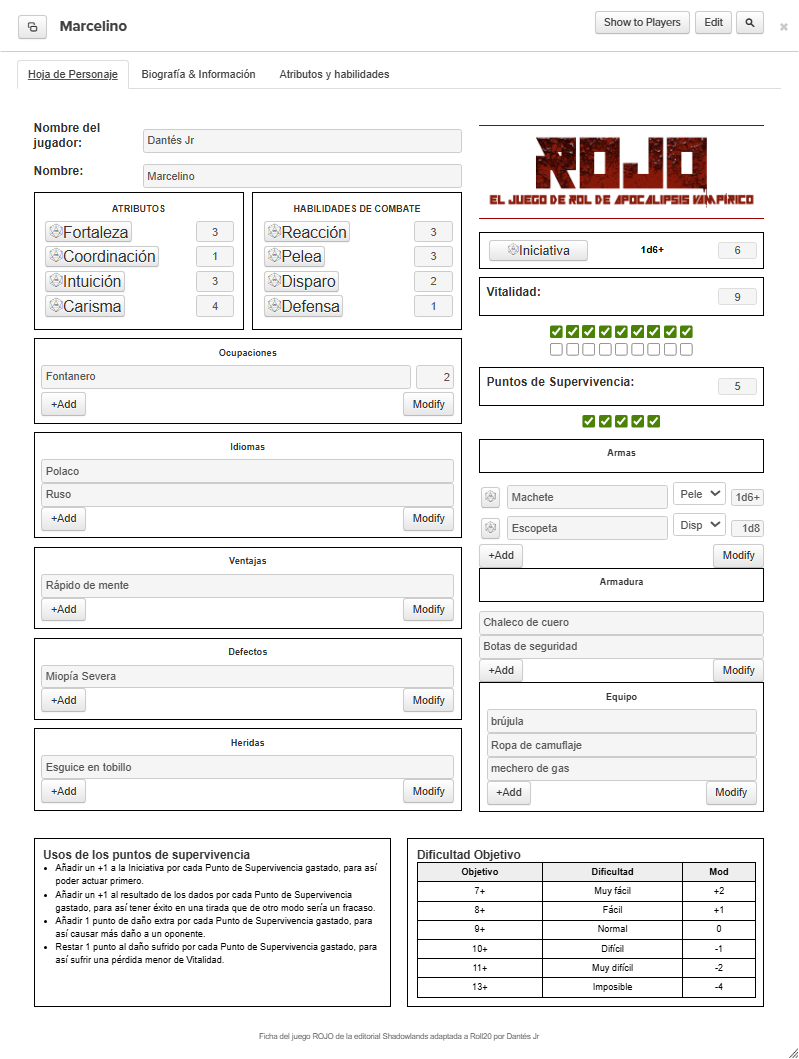 Marcelino
Show to Players
Edit
Hoja de Personaje
Biografía & Información
Atributos y habilidades
Nombre del
jugador:
Dantés Jr
Nombre:
Marcelino
ROJO
EL JUEGO DE ROL DE APOCALIPSIS VAMPÍRICO
ATRIBUTOS
Fortaleza 3
Coordinación 1
Intuición 3
Carisma 4
HABILIDADES DE COMBATE
Reacción 3
Pelea 3
Disparo 2
Defensa 1
Iniciativa 1d6+ 6
Vitalidad: 9
Puntos de Supervivencia: 5
Ocupaciones
Fontanero 2
+Add Modify
Idiomas
Polaco
Ruso
+Add Modify
Ventajas
Rápido de mente
+Add Modify
Defectos
Miopía Severa
+Add Modify
Heridas
Esguice en tobillo
+Add Modify
Armas
Machete Pele 1d6+
Escopeta Disp 1d8
+Add Modify
Armadura
Chaleco de cuero
Botas de seguridad
+Add Modify
Equipo
brújula
Ropa de camuflaje
mechero de gas
+Add Modify
Usos de los puntos de supervivencia
• Añadir un +1 a la Iniciativa por cada Punto de Supervivencia gastado, para así
poder actuar primero.
• Añadir un +1 al resultado de los dados por cada Punto de Supervivencia
gastado, para así tener éxito en una tirada que de otro modo sería un fracaso.
• Añadir 1 punto de daño extra por cada Punto de Supervivencia gastado, para
así causar más daño a un oponente.
• Restar 1 punto al daño sufrido por cada Punto de Supervivencia gastado, para
así sufrir una pérdida menor de Vitalidad.
Dificultad Objetivo
Objetivo Dificultad Mod
7+ Muy fácil +2
8+ Fácil +1
9+ Normal 0
10+ Difícil -1
11+ Muy difícil -2
13+ Imposible -4
Ficha del juego ROJO de la editorial Shadowlands adaptada a Roll20 por Dantés Jr